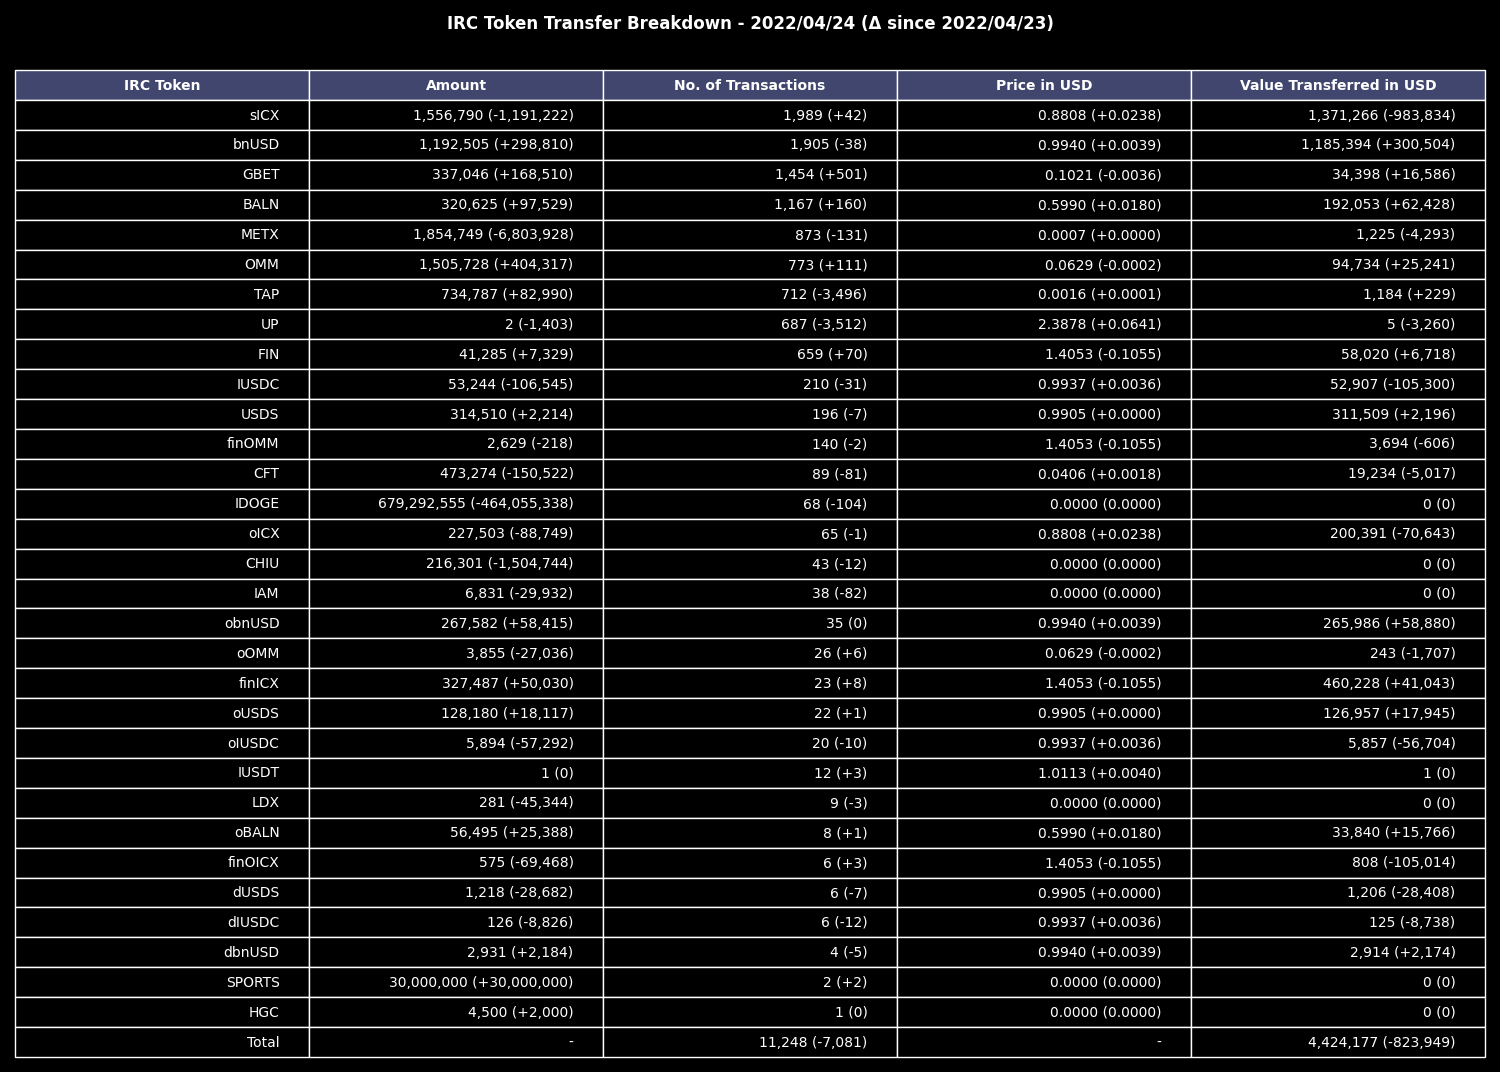 IRC Token Transfer Breakdown - 2022/04/24 (Δ since 2022/04/23)
IRC Token Amount No. of Transactions Price in USD Value Transferred in USD
sICX 1,556,790 (-1,191,222) 1,989 (+42) 0.8808 (+0.0238) 1,371,266 (-983,834)
bnUSD 1,192,505 (+298,810) 1,905 (-38) 0.9940 (+0.0039) 1,185,394 (+300,504)
GBET 337,046 (+168,510) 1,454 (+501) 0.1021 (-0.0036) 34,398 (+16,586)
BALN 320,625 (+97,529) 1,167 (+160) 0.5990 (+0.0180) 192,053 (+62,428)
METX 1,854,749 (-6,803,928) 873 (-131) 0.0007 (+0.0000) 1,225 (-4,293)
OMM 1,505,728 (+404,317) 773 (+111) 0.0629 (-0.0002) 94,734 (+25,241)
TAP 734,787 (+82,990) 712 (-3,496) 0.0016 (+0.0001) 1,184 (+229)
UP 2 (-1,403) 687 (-3,512) 2.3878 (+0.0641) 5 (-3,260)
FIN 41,285 (+7,329) 659 (+70) 1.4053 (-0.1055) 58,020 (+6,718)
IUSDC 53,244 (-106,545) 210 (-31) 0.9937 (+0.0036) 52,907 (-105,300)
USDS 314,510 (+2,214) 196 (-7) 0.9905 (+0.0000) 311,509 (+2,196)
finOMM 2,629 (-218) 140 (-2) 1.4053 (-0.1055) 3,694 (-606)
CFT 473,274 (-150,522) 89 (-81) 0.0406 (+0.0018) 19,234 (-5,017)
IDOGE 679,292,555 (-464,055,338) 68 (-104) 0.0000 (0.0000) 0 (0)
oICX 227,503 (-88,749) 65 (-1) 0.8808 (+0.0238) 200,391 (-70,643)
CHIU 216,301 (-1,504,744) 43 (-12) 0.0000 (0.0000) 0 (0)
IAM 6,831 (-29,932) 38 (-82) 0.0000 (0.0000) 0 (0)
obnUSD 267,582 (+58,415) 35 (0) 0.9940 (+0.0039) 265,986 (+58,880)
oOMM 3,855 (-27,036) 26 (+6) 0.0629 (-0.0002) 243 (-1,707)
finICX 327,487 (+50,030) 23 (+8) 1.4053 (-0.1055) 460,228 (+41,043)
oUSDS 128,180 (+18,117) 22 (+1) 0.9905 (+0.0000) 126,957 (+17,945)
oIUSDC 5,894 (-57,292) 20 (-10) 0.9937 (+0.0036) 5,857 (-56,704)
IUSDT 1 (0) 12 (+3) 1.0113 (+0.0040) 1 (0)
LDX 281 (-45,344) 9 (-3) 0.0000 (0.0000) 0 (0)
oBALN 56,495 (+25,388) 8 (+1) 0.5990 (+0.0180) 33,840 (+15,766)
finOICX 575 (-69,468) 6 (+3) 1.4053 (-0.1055) 808 (-105,014)
dUSDS 1,218 (-28,682) 6 (-7) 0.9905 (+0.0000) 1,206 (-28,408)
dIUSDC 126 (-8,826) 6 (-12) 0.9937 (+0.0036) 125 (-8,738)
dbnUSD 2,931 (+2,184) 4 (-5) 0.9940 (+0.0039) 2,914 (+2,174)
SPORTS 30,000,000 (+30,000,000) 2 (+2) 0.0000 (0.0000) 0 (0)
HGC 4,500 (+2,000) 1 (0) 0.0000 (0.0000) 0 (0)
Total - 11,248 (-7,081) - 4,424,177 (-823,949)